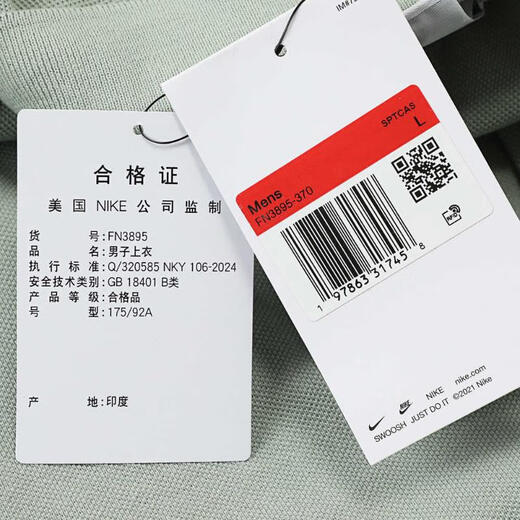 合格证
美国 NIKE 公司监制
货号:FN3895
品名:男子上衣
执行标准:Q/320585 NKY 106-2024
安全技术类别:GB 18401 B类
产品等级:合格品
号型:175/92A
产地:印度
SPTCAS
L
Mens
FN3895-370
1 97863 31745 8
NIKE nike.com
SWOOSH JUST DO IT ©2021 Nike